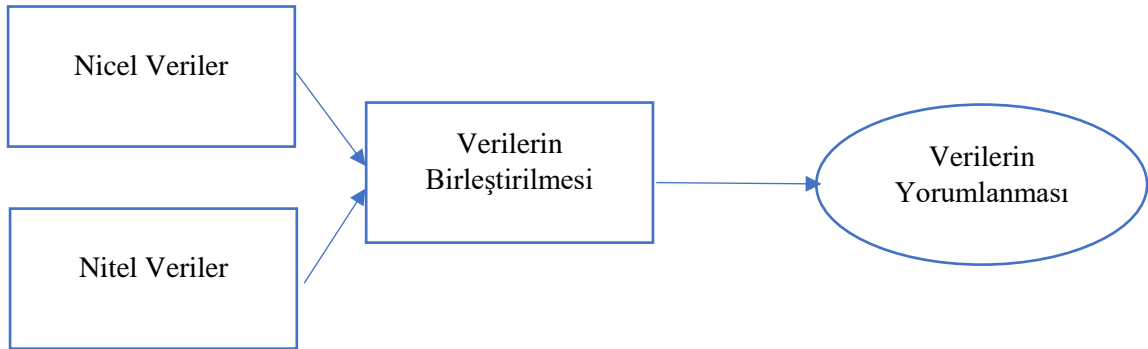 Nicel Veriler
Nitel Veriler
Verilerin
Birleştirilmesi
Verilerin
Yorumlanması